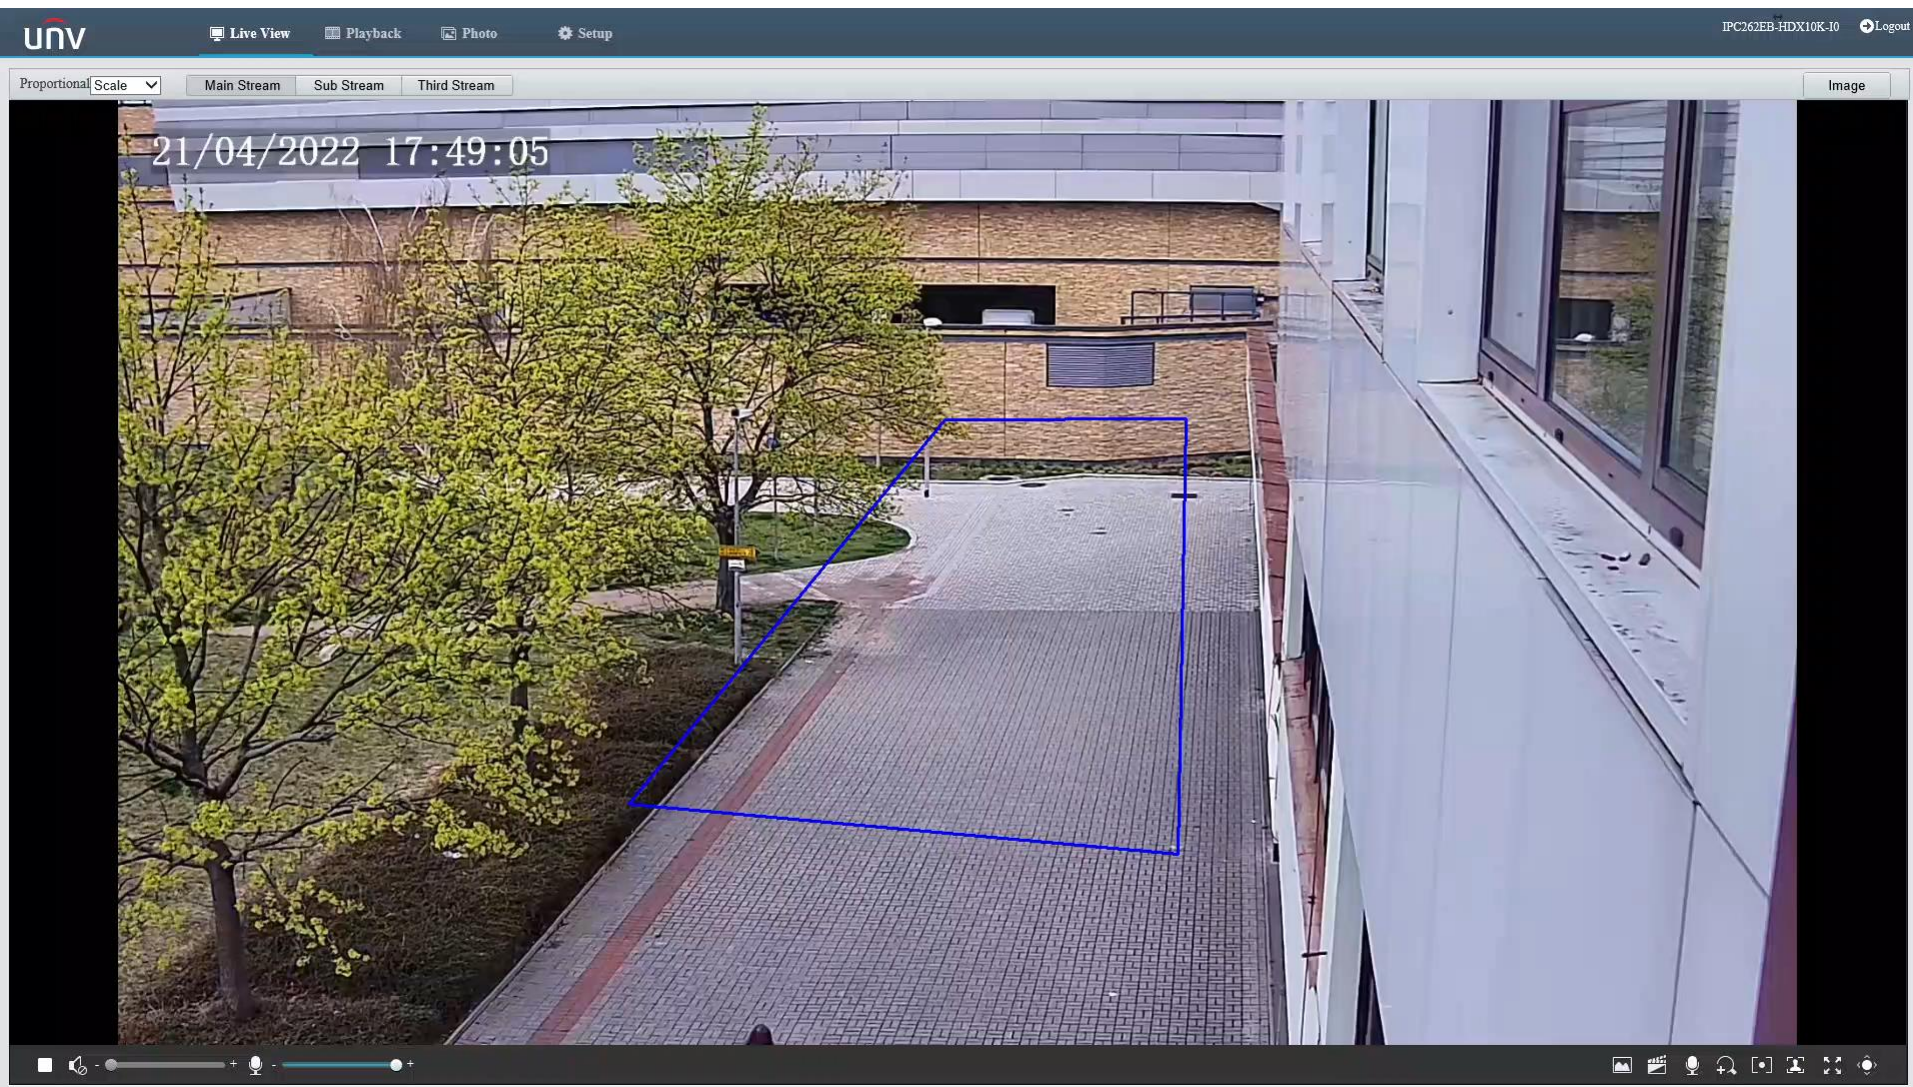 unv
Live View
Playback
Photo
Setup
IPC262EB-HDX10K-I0
Logout
Proportional
Scale
Main Stream
Sub Stream
Third Stream
Image
21/04/2022 17:49:05
- +
- +